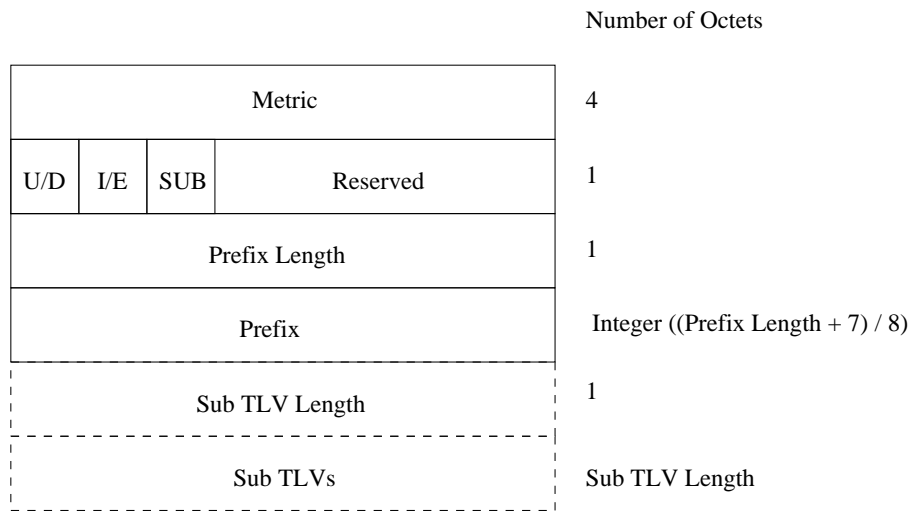 Number of Octets
Metric 4
U/D I/E SUB Reserved 1
Prefix Length 1
Prefix Integer ((Prefix Length + 7) / 8)
Sub TLV Length 1
Sub TLVs Sub TLV Length